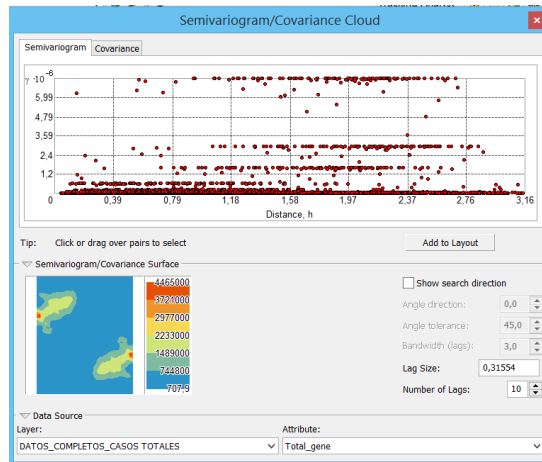 Semivariogram/Covariance Cloud
Semivariogram Covariance
γ ·10 -6
5,99
4,79
3,59
2,4
1,2
0 0,39 0,79 1,18 1,58 1,97 2,37 2,76 3,16
Distance, h
Tip: Click or drag over pairs to select Add to Layout
Semivariogram/Covariance Surface
4465000
3721000
2977000
2233000
1489000
744800
707,9
Show search direction
Angle direction: 0,0
Angle tolerance: 45,0
Bandwidth (lags): 3,0
Lag Size: 0,31554
Number of Lags: 10
Data Source
Layer: Attribute:
DATOS_COMPLETOS_CASOS TOTALES Total_gene